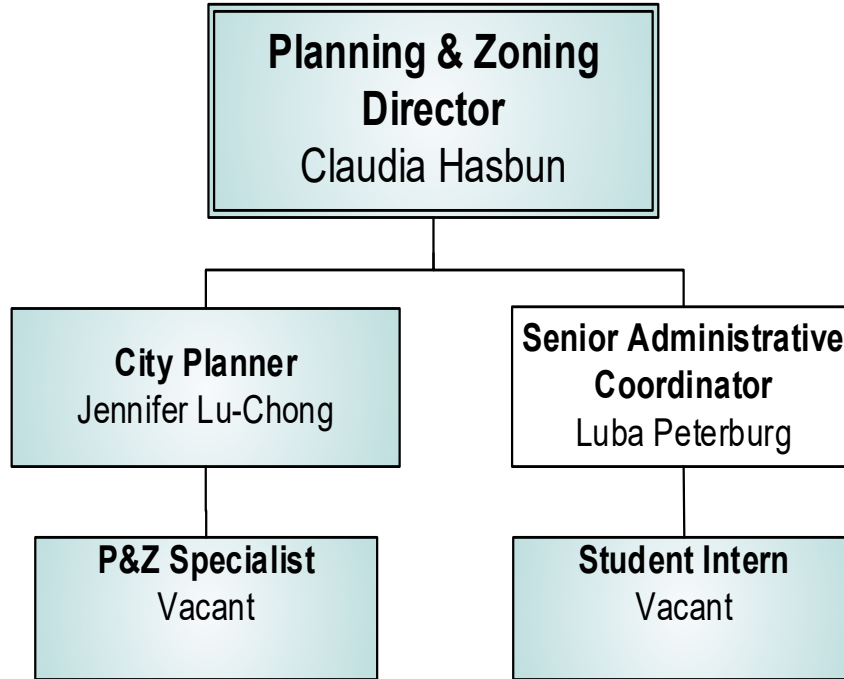 Planning & Zoning
Director
Claudia Hasbun
City Planner
Jennifer Lu-Chong
Senior Administrative
Coordinator
Luba Peterburg
P&Z Specialist
Vacant
Student Intern
Vacant